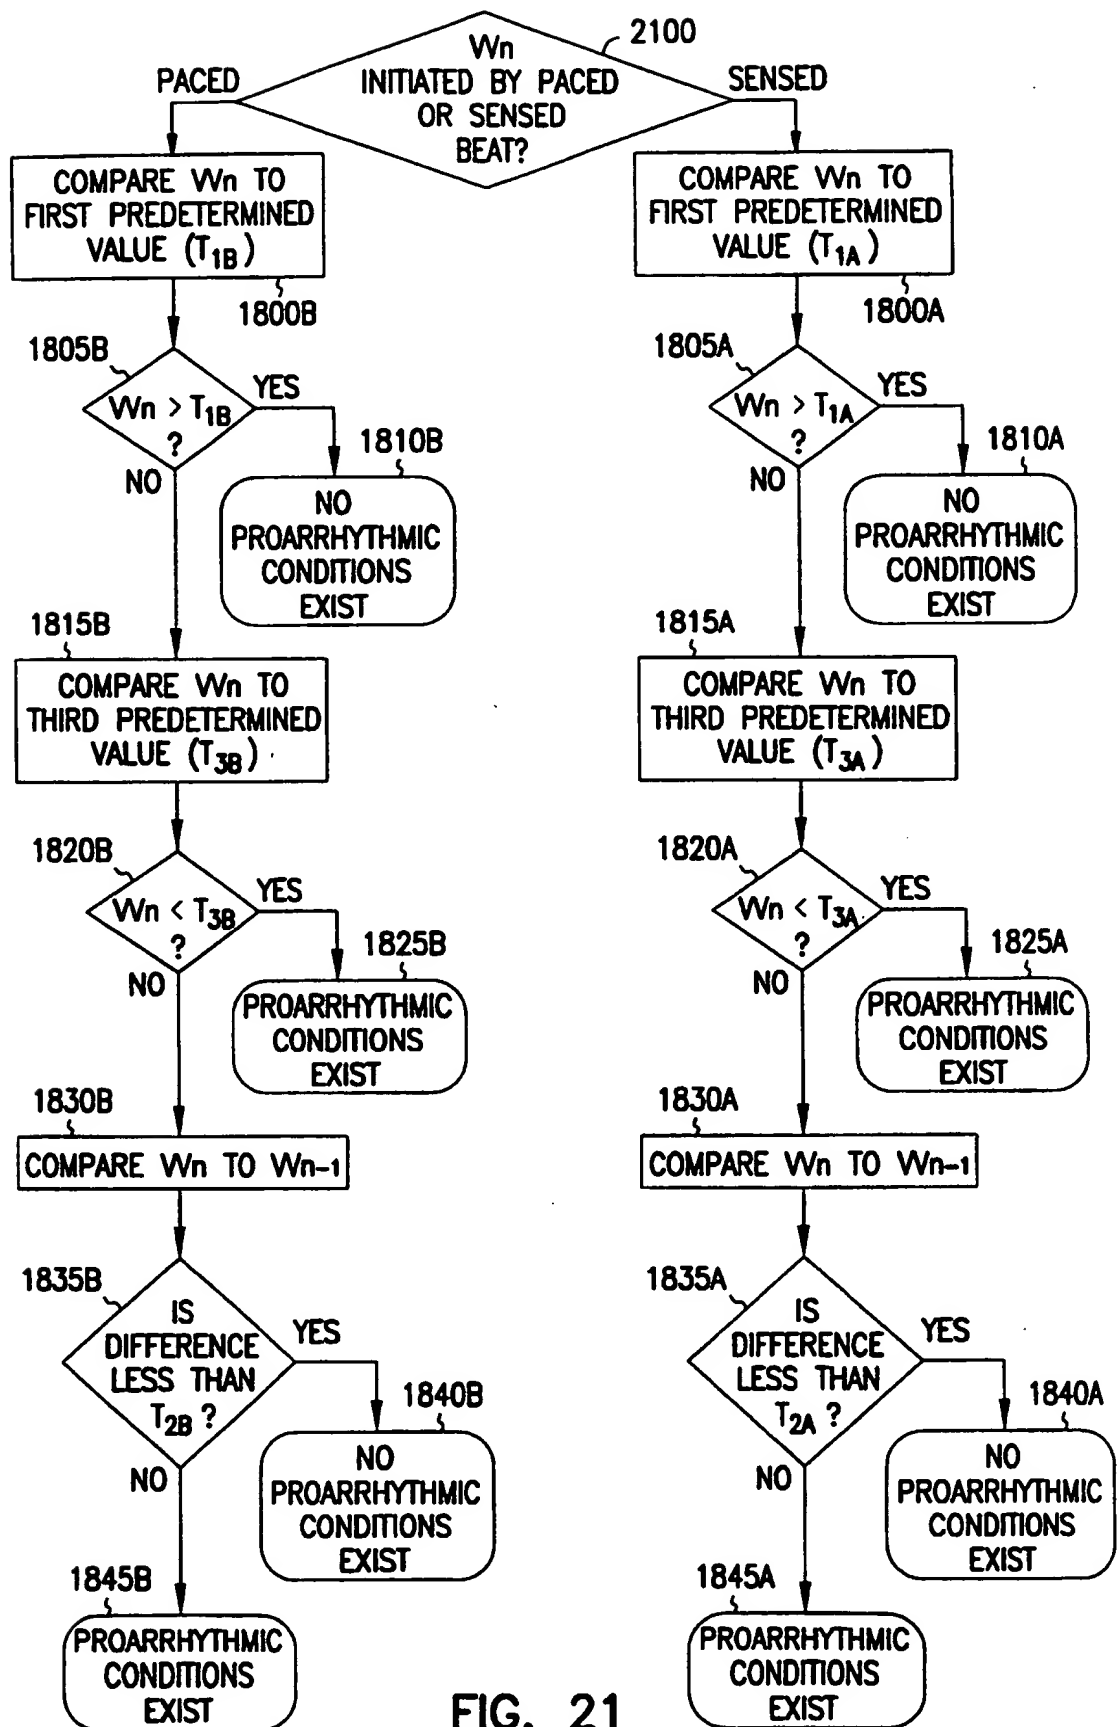 2100
Wn
INITIATED BY PACED
OR SENSED
BEAT?
PACED
SENSED
COMPARE Wn TO
FIRST PREDETERMINED
VALUE (T1B)
1800B
1805B
Wn > T1B
?
YES
NO
1810B
NO
PROARRHYTHMIC
CONDITIONS
EXIST
1815B
COMPARE Wn TO
THIRD PREDETERMINED
VALUE (T3B)
1820B
Wn < T3B
?
YES
NO
1825B
PROARRHYTHMIC
CONDITIONS
EXIST
1830B
COMPARE Wn TO Wn-1
1835B
IS
DIFFERENCE
LESS THAN
T2B ?
YES
NO
1840B
NO
PROARRHYTHMIC
CONDITIONS
EXIST
1845B
PROARRHYTHMIC
CONDITIONS
EXIST
COMPARE Wn TO
FIRST PREDETERMINED
VALUE (T1A)
1800A
1805A
Wn > T1A
?
YES
NO
1810A
NO
PROARRHYTHMIC
CONDITIONS
EXIST
1815A
COMPARE Wn TO
THIRD PREDETERMINED
VALUE (T3A)
1820A
Wn < T3A
?
YES
NO
1825A
PROARRHYTHMIC
CONDITIONS
EXIST
1830A
COMPARE Wn TO Wn-1
1835A
IS
DIFFERENCE
LESS THAN
T2A ?
YES
NO
1840A
NO
PROARRHYTHMIC
CONDITIONS
EXIST
1845A
PROARRHYTHMIC
CONDITIONS
EXIST
FIG. 21